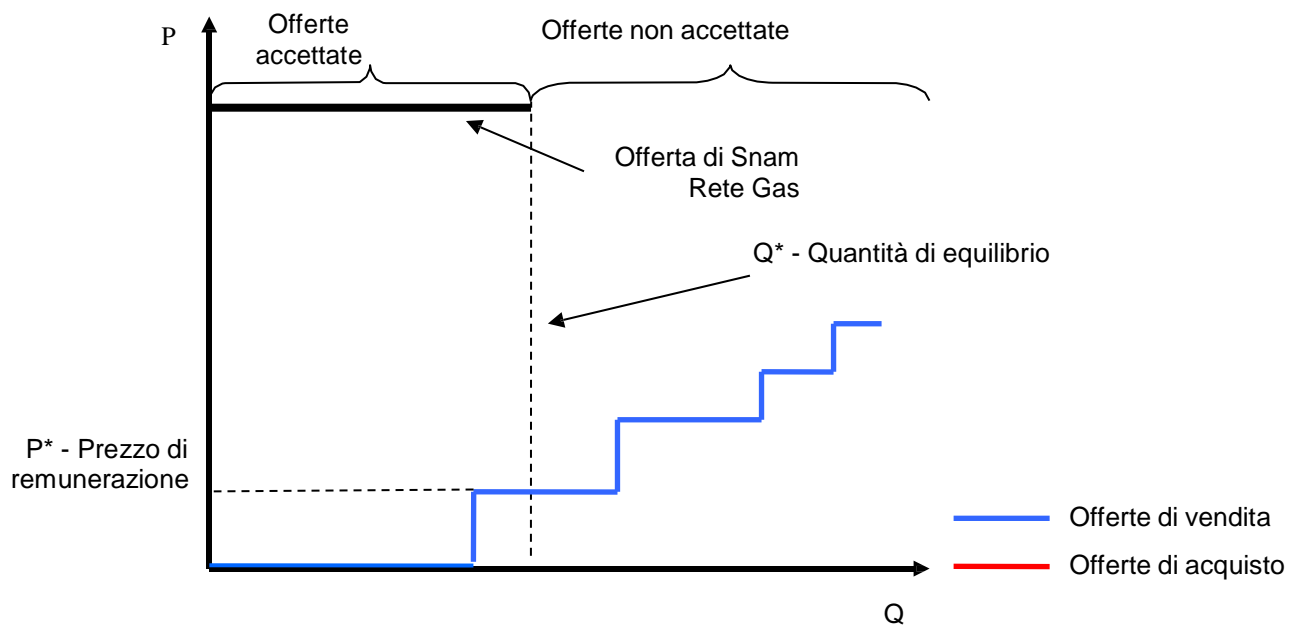 P
Offerte
accettate
Offerte non accettate
Offerta di Snam
Rete Gas
Q* - Quantità di equilibrio
P* - Prezzo di
remunerazione
Offerte di vendita
Offerte di acquisto
Q